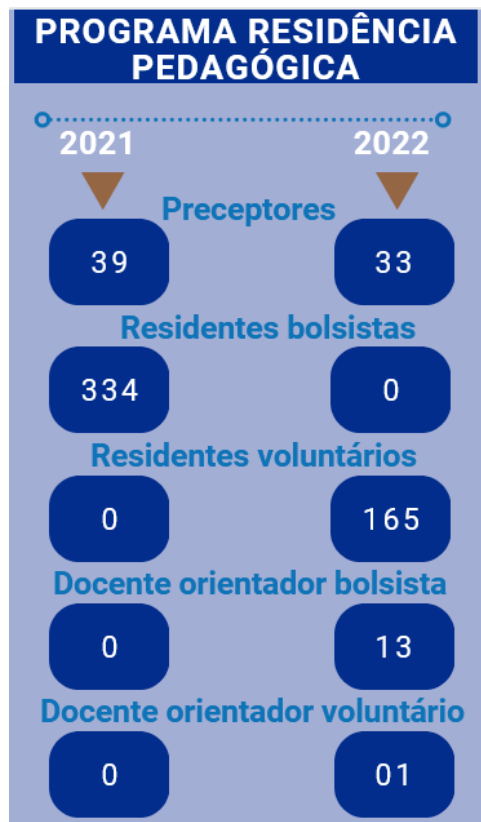 PROGRAMA RESIDÊNCIA
PEDAGÓGICA
2021 2022
Preceptores
39 33
Residentes bolsistas
334 0
Residentes voluntários
0 165
Docente orientador bolsista
0 13
Docente orientador voluntário
0 01